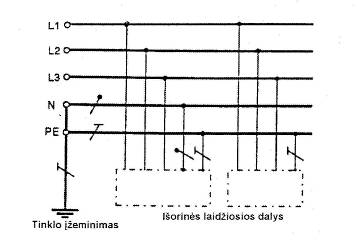 L1
L2
L3
N
PE
Išorinės laidžiosios dalys
Tinklo įžeminimas